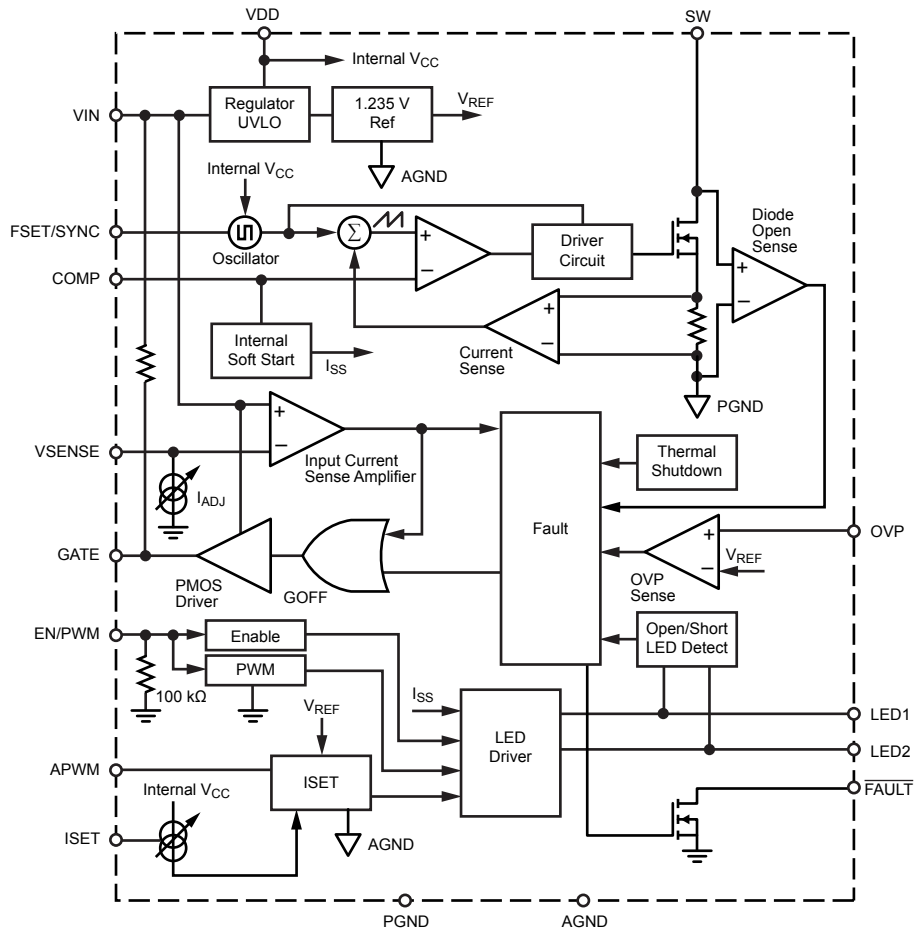 VDD
SW
Internal VCC
VIN
Regulator
UVLO
1.235 V
Ref
VREF
AGND
Internal VCC
FSET/SYNC
Oscillator
Σ
+
−
Driver
Circuit
Diode
Open
Sense
+
−
COMP
Internal
Soft Start
ISS
Current
Sense
+
−
PGND
VSENSE
+
−
Input Current
Sense Amplifier
IADJ
Fault
Thermal
Shutdown
GATE
PMOS
Driver
GOFF
OVP
Sense
+
−
VREF
OVP
EN/PWM
Enable
PWM
100 kΩ
Open/Short
LED Detect
ISS
LED
Driver
LED1
LED2
VREF
APWM
ISET
Internal VCC
AGND
ISET
FAULT
PGND
AGND